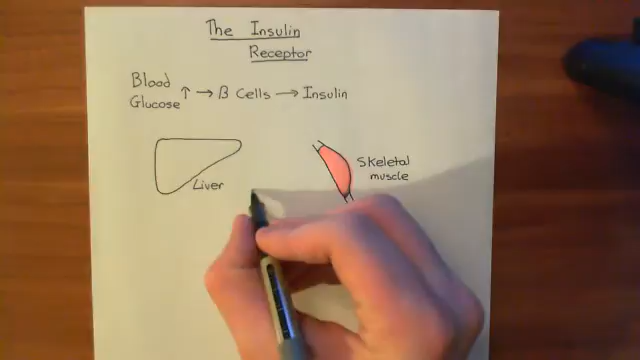 The Insulin
Receptor
Blood
Glucose ↑ → β Cells → Insulin
Liver
Skeletal
muscle